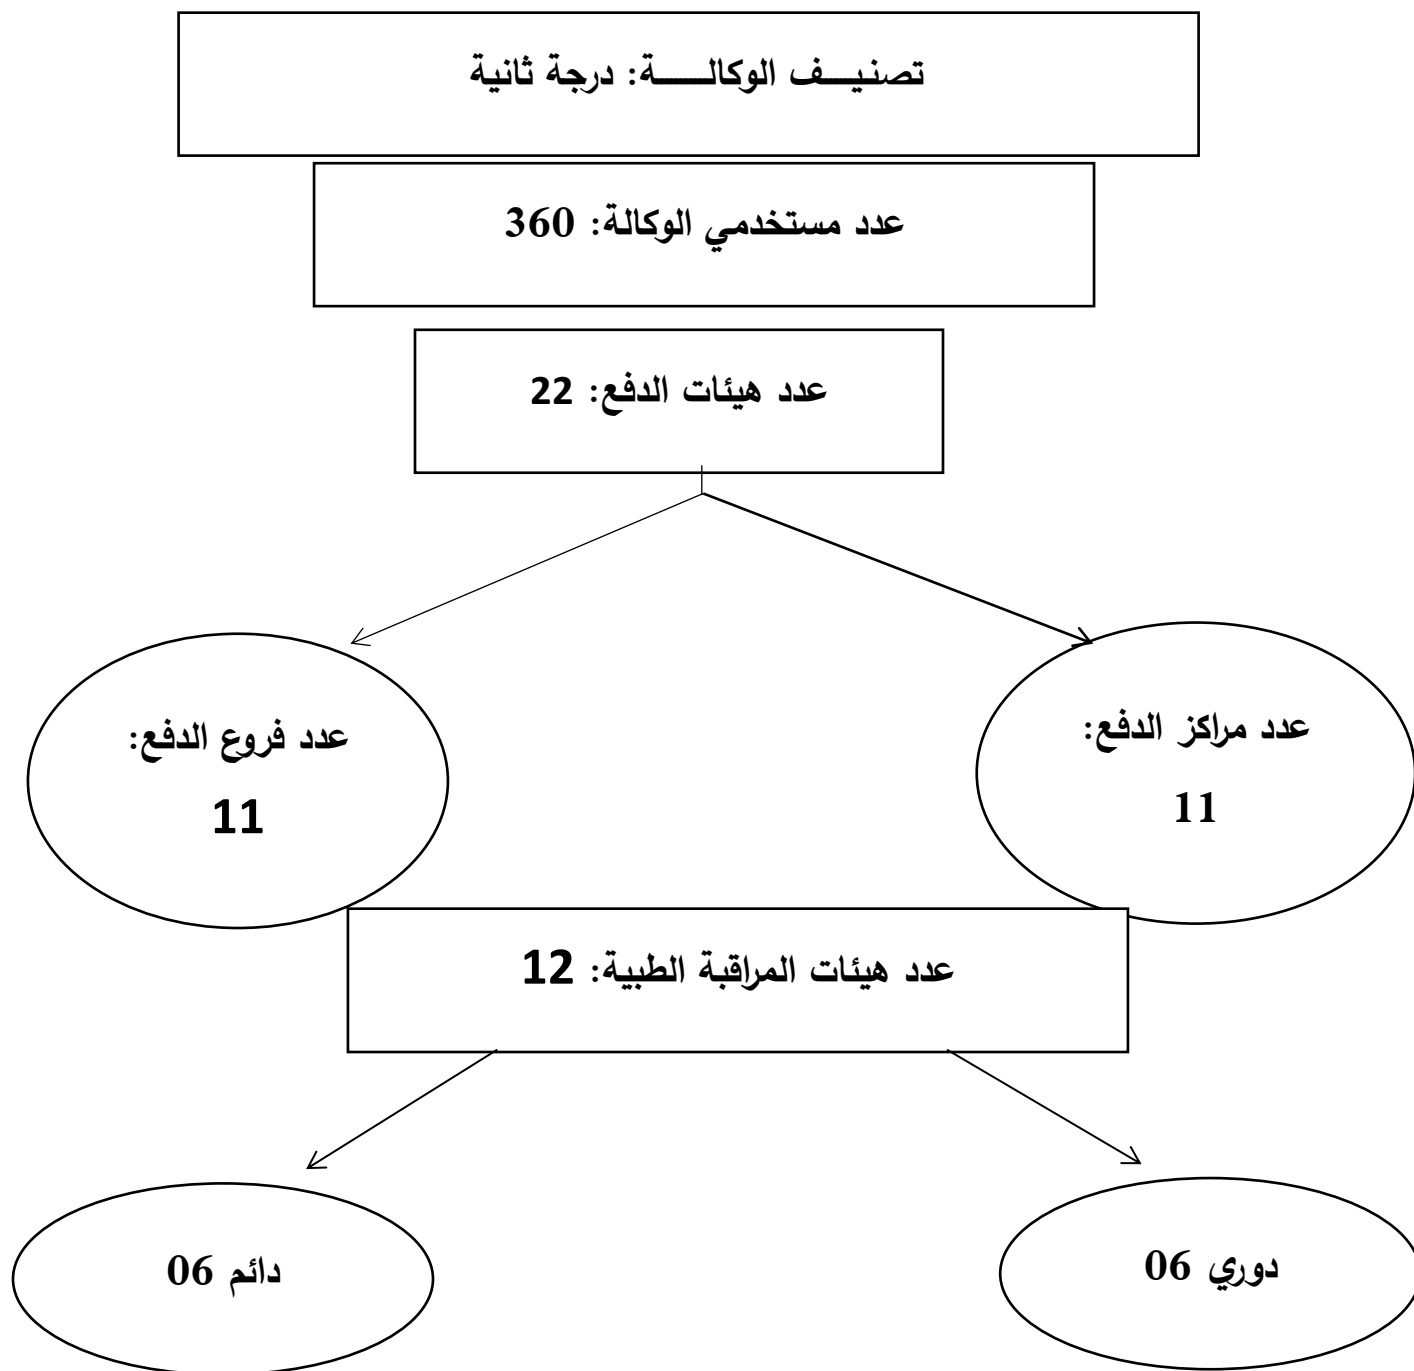 تصنيـــف الوكالـــــة: درجة ثانية
عدد مستخدمي الوكالة: 360
عدد هيئات الدفع: 22
عدد مراكز الدفع:
11
عدد فروع الدفع:
11
عدد هيئات المراقبة الطبية: 12
دوري 06
دائم 06